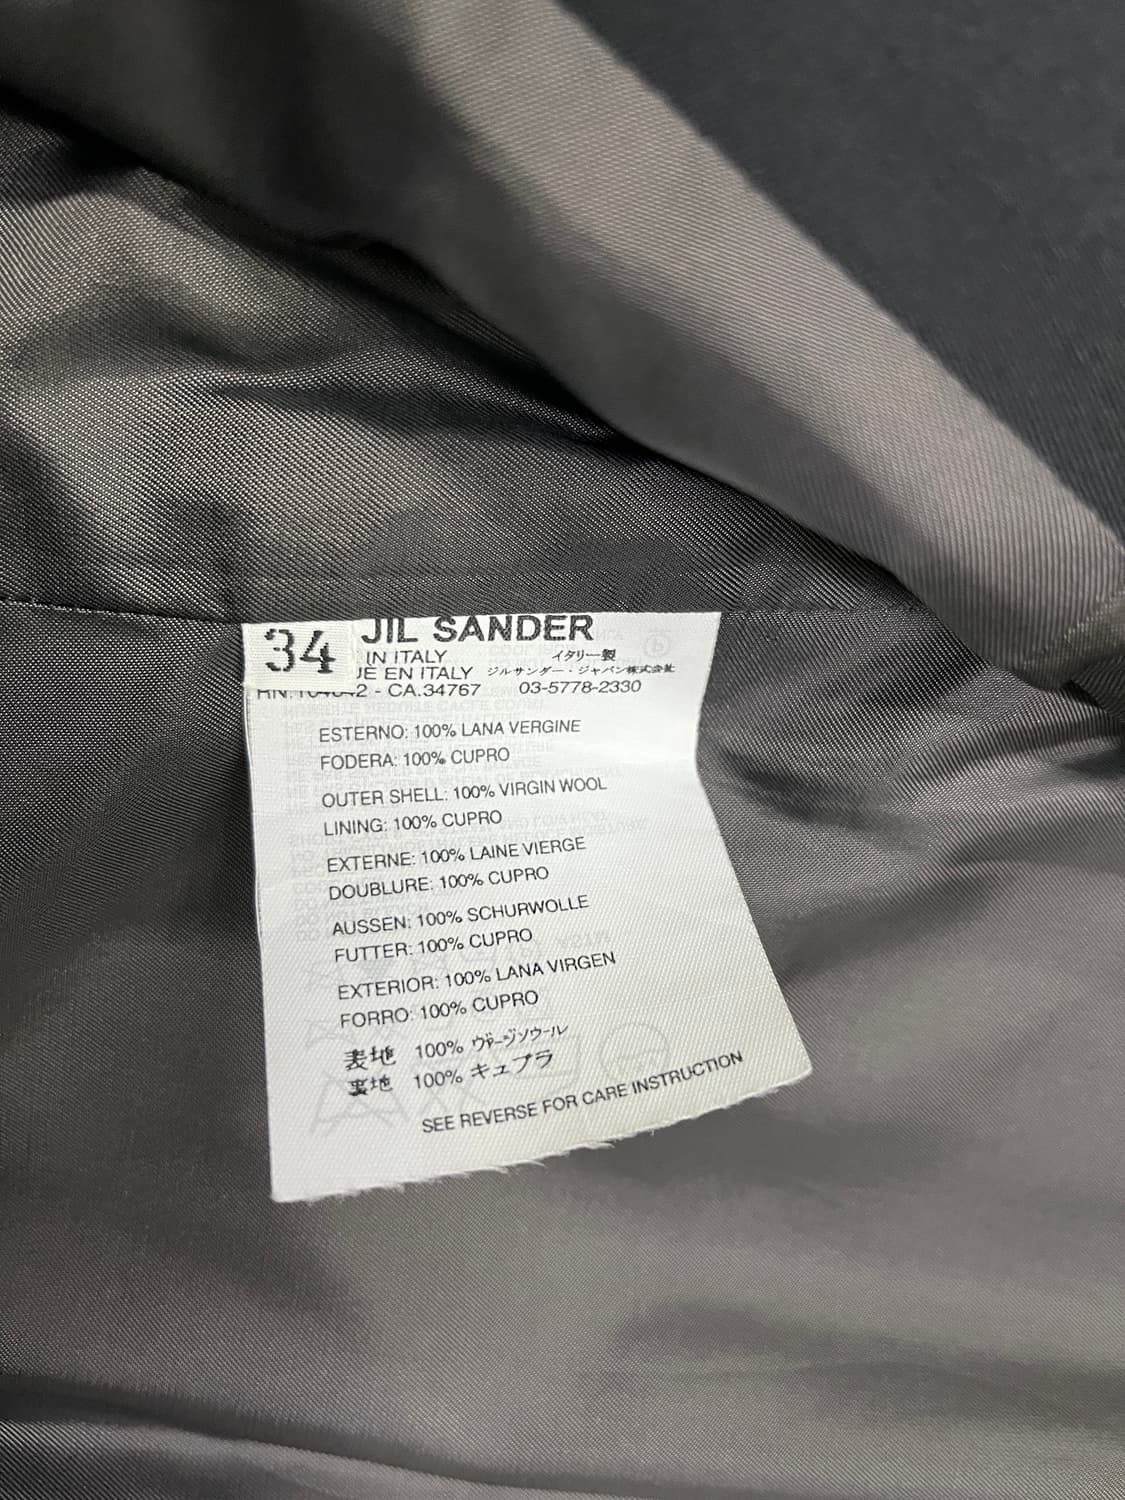 34 JIL SANDER
IN ITALY イタリー製
UE EN ITALY ジルサンダー・ジャパン株式会社
CA.34767 03-5778-2330
ESTERNO: 100% LANA VERGINE
FODERA: 100% CUPRO
OUTER SHELL: 100% VIRGIN WOOL
LINING: 100% CUPRO
EXTERNE: 100% LAINE VIERGE
DOUBLURE: 100% CUPRO
AUSSEN: 100% SCHURWOLLE
FUTTER: 100% CUPRO
EXTERIOR: 100% LANA VIRGEN
FORRO: 100% CUPRO
表地 100% ヴァージンウール
裏地 100% キュプラ
SEE REVERSE FOR CARE INSTRUCTION